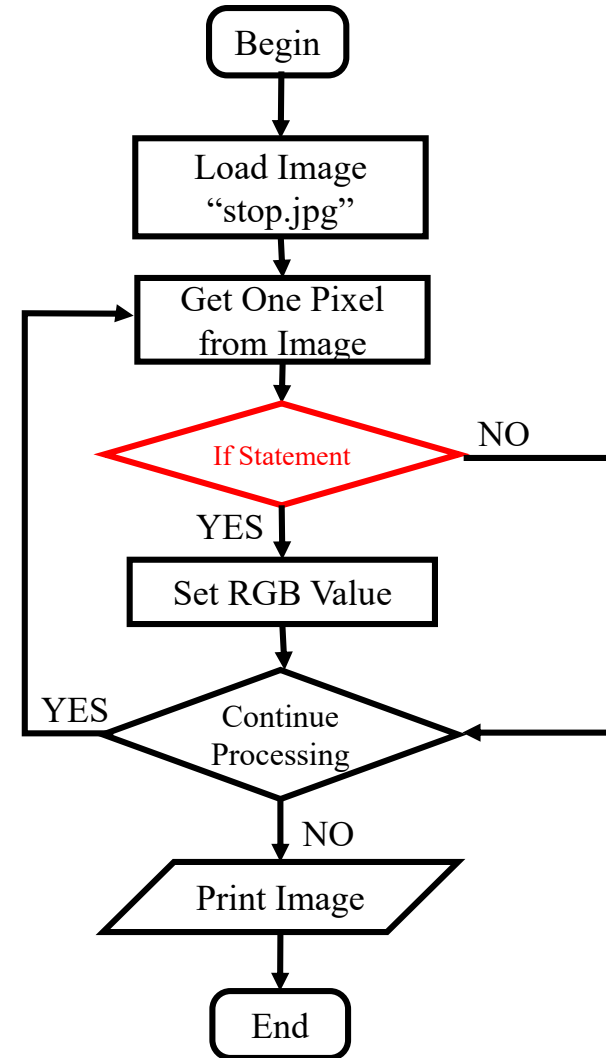 Begin
Load Image
“stop.jpg”
Get One Pixel
from Image
If Statement
NO
YES
Set RGB Value
YES
Continue
Processing
NO
Print Image
End